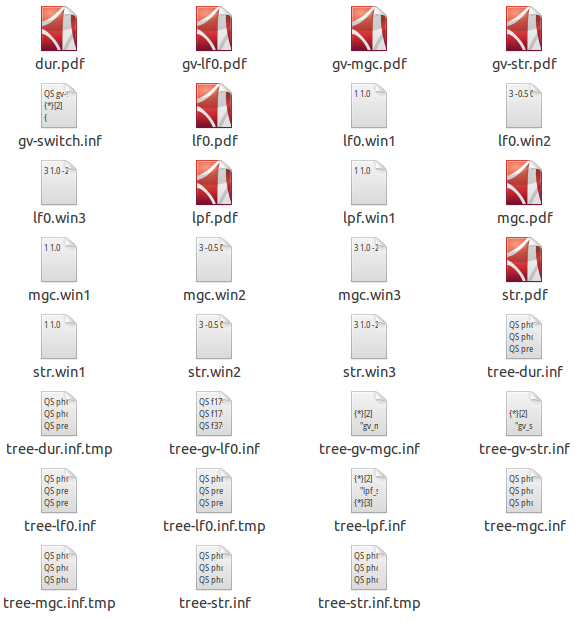 dur.pdf
gv-lf0.pdf
gv-mgc.pdf
gv-str.pdf
QS gv-
{*}[2]
{
gv-switch.inf
lf0.pdf
1 1.0
lf0.win1
3 -0.5 0
lf0.win2
3 1.0 -2
lf0.win3
lpf.pdf
1 1.0
lpf.win1
mgc.pdf
1 1.0
mgc.win1
3 -0.5 0
mgc.win2
3 1.0 -2
mgc.win3
str.pdf
1 1.0
str.win1
3 -0.5 0
str.win2
3 1.0 -2
str.win3
QS pho
QS pho
QS pre
tree-dur.inf
QS pho
QS pho
QS pre
tree-dur.inf.tmp
QS f17
QS f17
QS f37
tree-gv-lf0.inf
{*}[2]
"gv_m
tree-gv-mgc.inf
{*}[2]
"gv_s
tree-gv-str.inf
QS pho
QS pre
QS pre
tree-lf0.inf
QS pho
QS pre
QS pre
tree-lf0.inf.tmp
{*}[2]
"lpf_s
{*}[3]
tree-lpf.inf
QS pho
QS pho
QS pho
tree-mgc.inf
QS pho
QS pho
QS pho
tree-mgc.inf.tmp
QS pho
QS pho
QS pho
tree-str.inf
QS pho
QS pho
QS pho
tree-str.inf.tmp